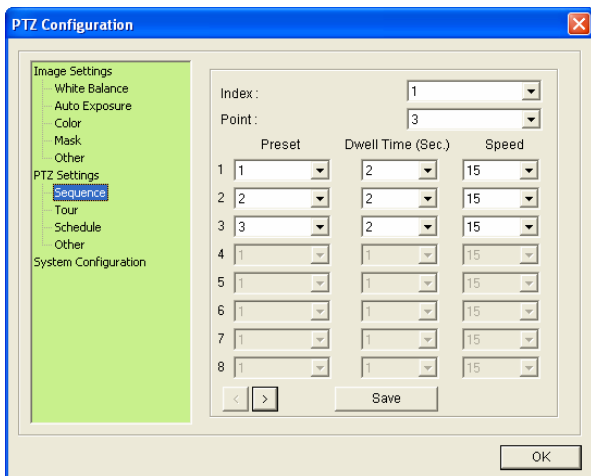 PTZ Configuration
Image Settings
White Balance
Auto Exposure
Color
Mask
Other
PTZ Settings
Sequence
Tour
Schedule
Other
System Configuration
Index : 1
Point : 3
Preset Dwell Time (Sec.) Speed
1 1 2 15
2 2 2 15
3 3 2 15
4 1 1 15
5 1 1 15
6 1 1 15
7 1 1 15
8 1 1 15
< > Save
OK